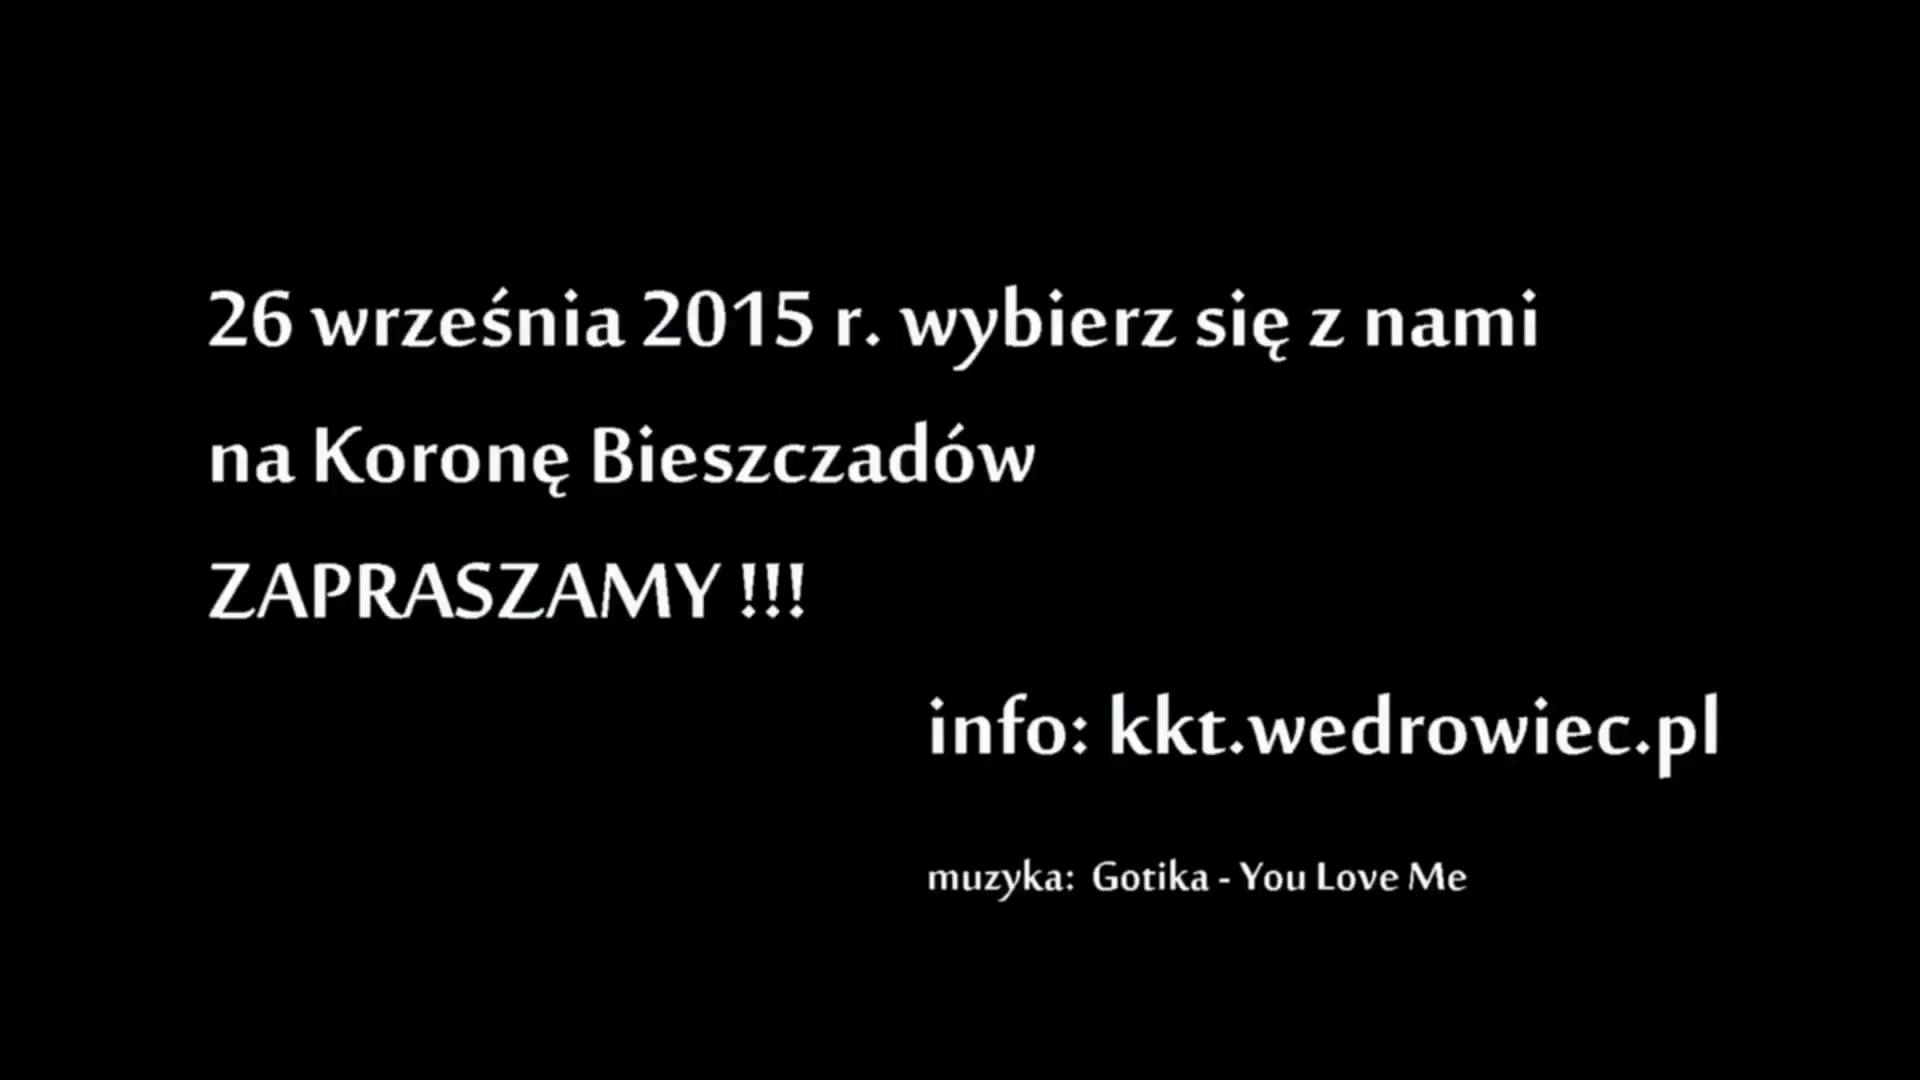 26 września 2015 r. wybierz się z nami
na Koronę Bieszczadów
ZAPRASZAMY !!!
info: kkt.wedrowiec.pl
muzyka: Gotika - You Love Me